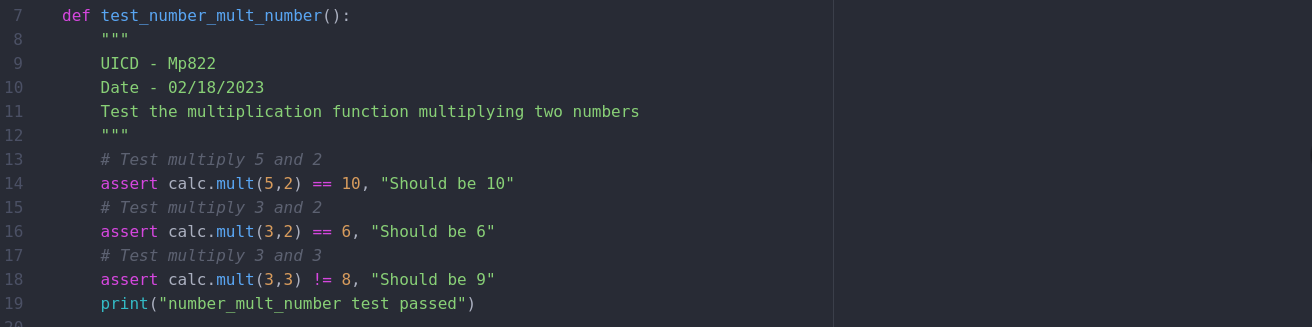 7 def test_number_mult_number():
8 """
9 UICD - Mp822
10 Date - 02/18/2023
11 Test the multiplication function multiplying two numbers
12 """
13 # Test multiply 5 and 2
14 assert calc.mult(5,2) == 10, "Should be 10"
15 # Test multiply 3 and 2
16 assert calc.mult(3,2) == 6, "Should be 6"
17 # Test multiply 3 and 3
18 assert calc.mult(3,3) != 8, "Should be 9"
19 print("number_mult_number test passed")
20